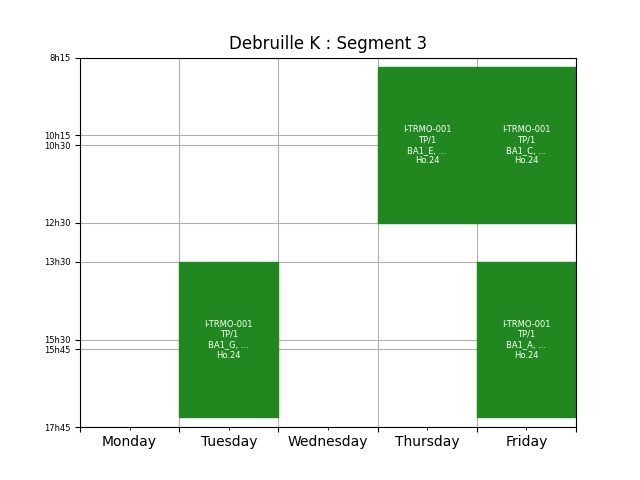 Debruille K : Segment 3
8h15
10h15
10h30
12h30
13h30
15h30
15h45
17h45
I-TRMO-001
TP/1
BA1_E, ...
Ho.24
I-TRMO-001
TP/1
BA1_C, ...
Ho.24
I-TRMO-001
TP/1
BA1_G, ...
Ho.24
I-TRMO-001
TP/1
BA1_A, ...
Ho.24
Monday
Tuesday
Wednesday
Thursday
Friday